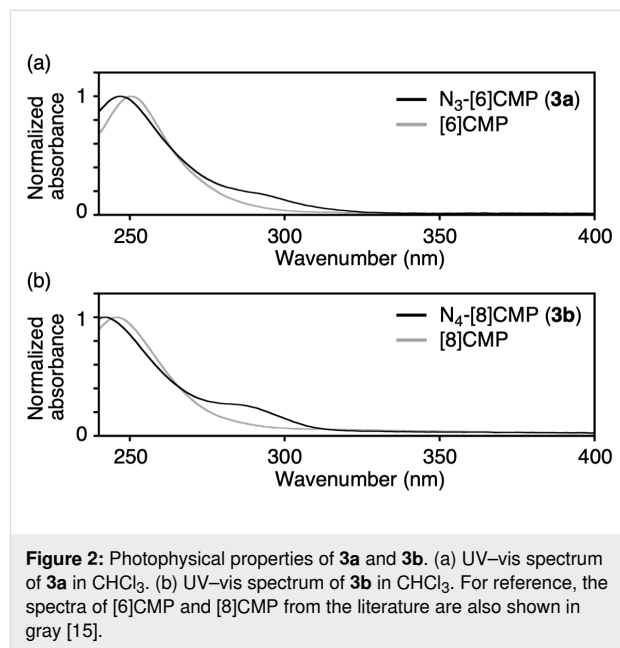 (a)
Normalized
absorbance
1
0
N₃-[6]CMP (3a)
[6]CMP
250 300 350 400
Wavenumber (nm)
(b)
Normalized
absorbance
1
0
N₄-[8]CMP (3b)
[8]CMP
250 300 350 400
Wavenumber (nm)
Figure 2: Photophysical properties of 3a and 3b. (a) UV–vis spectrum
of 3a in CHCl₃. (b) UV–vis spectrum of 3b in CHCl₃. For reference, the
spectra of [6]CMP and [8]CMP from the literature are also shown in
gray [15].